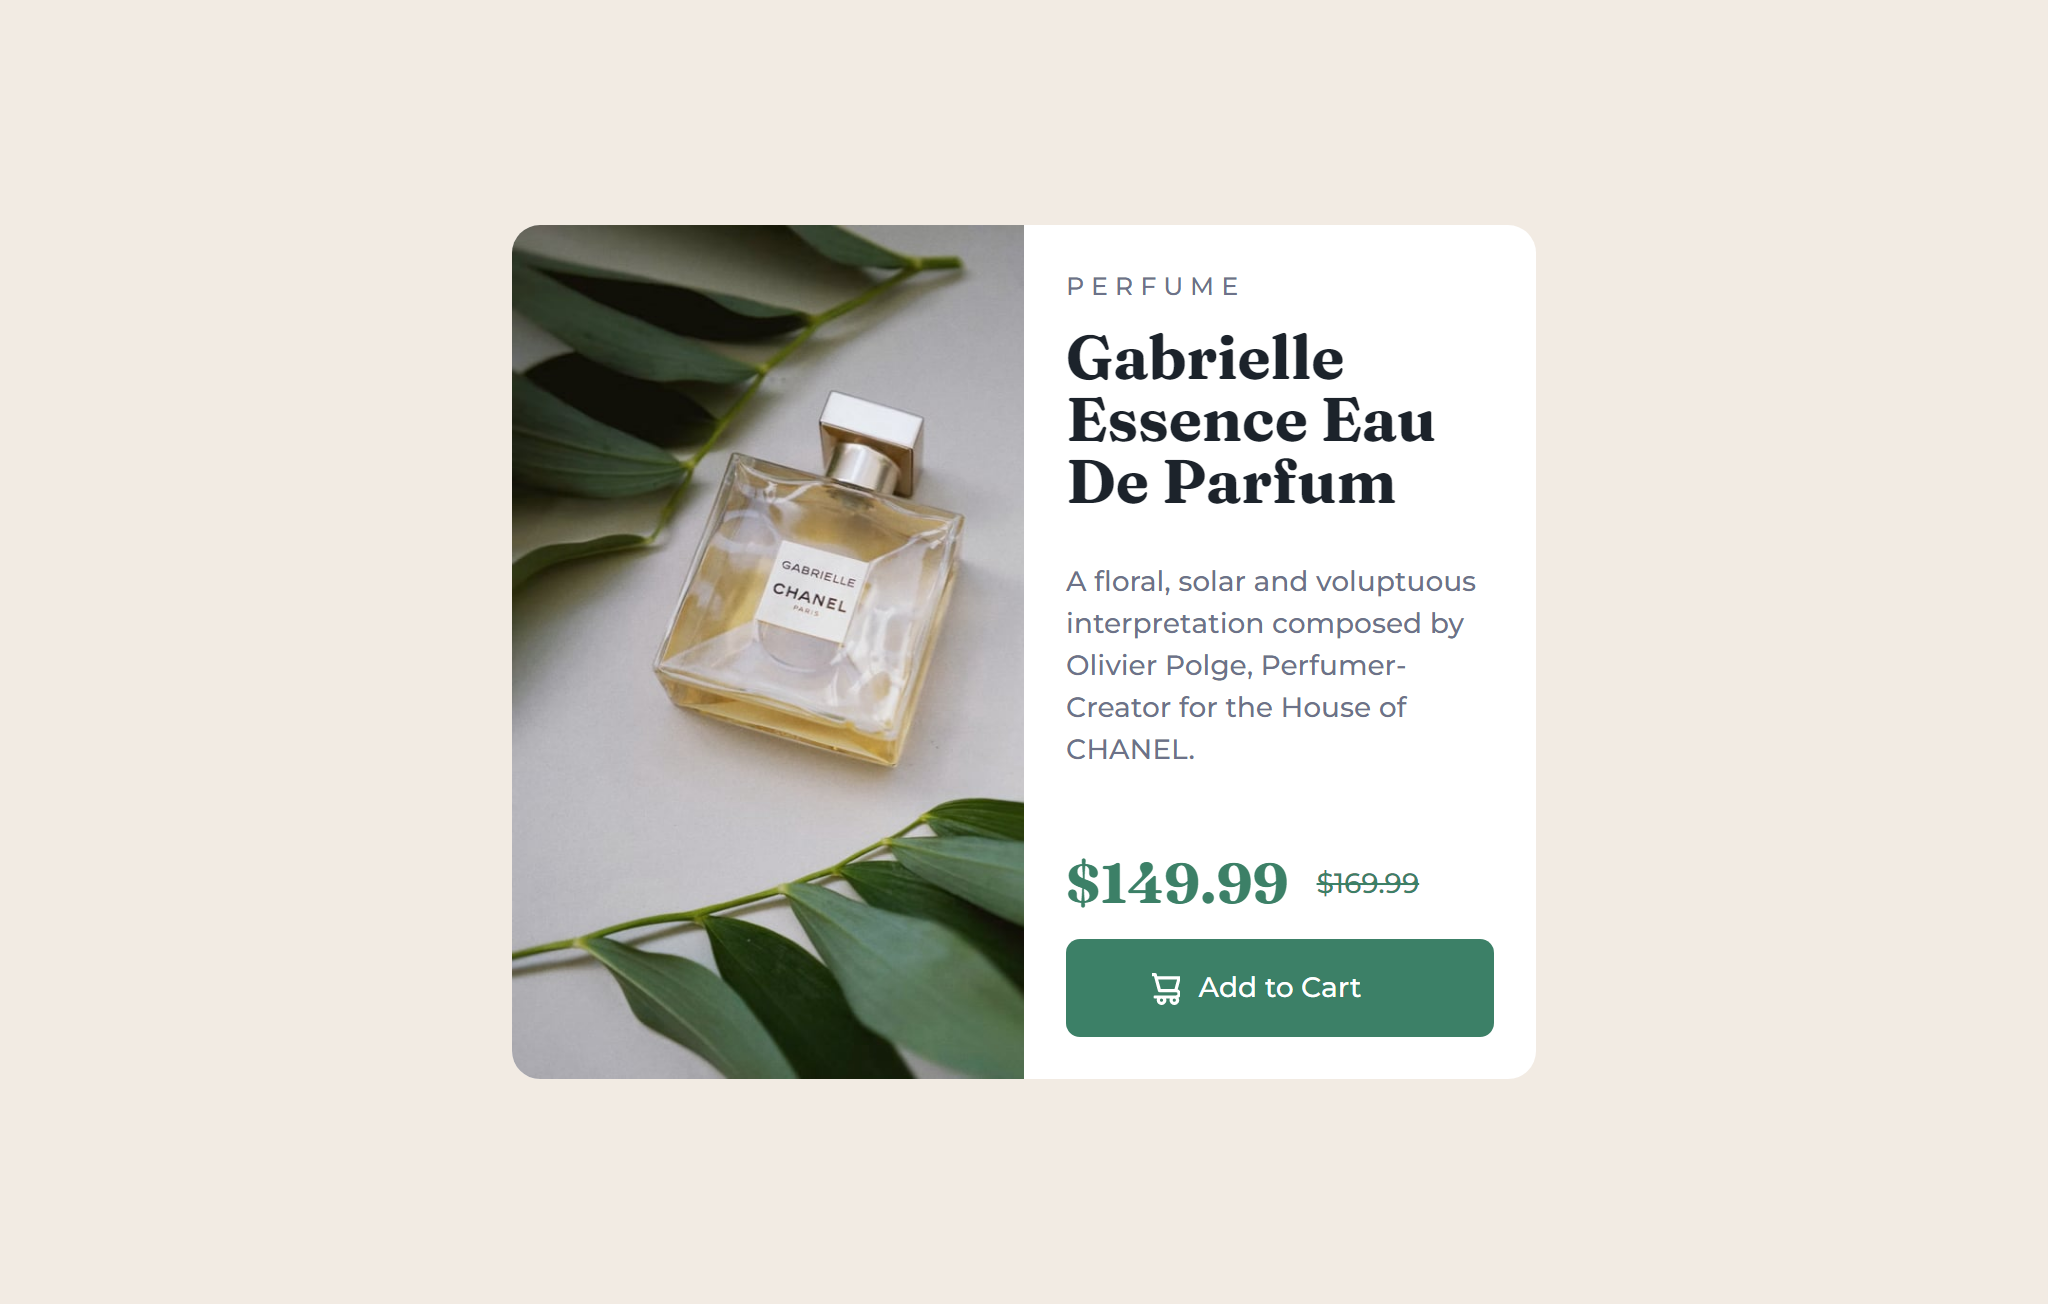 PERFUME
Gabrielle
Essence Eau
De Parfum
A floral, solar and voluptuous
interpretation composed by
Olivier Polge, Perfumer-
Creator for the House of
CHANEL.
$149.99 $169.99
Add to Cart
GABRIELLE
CHANEL
PARIS